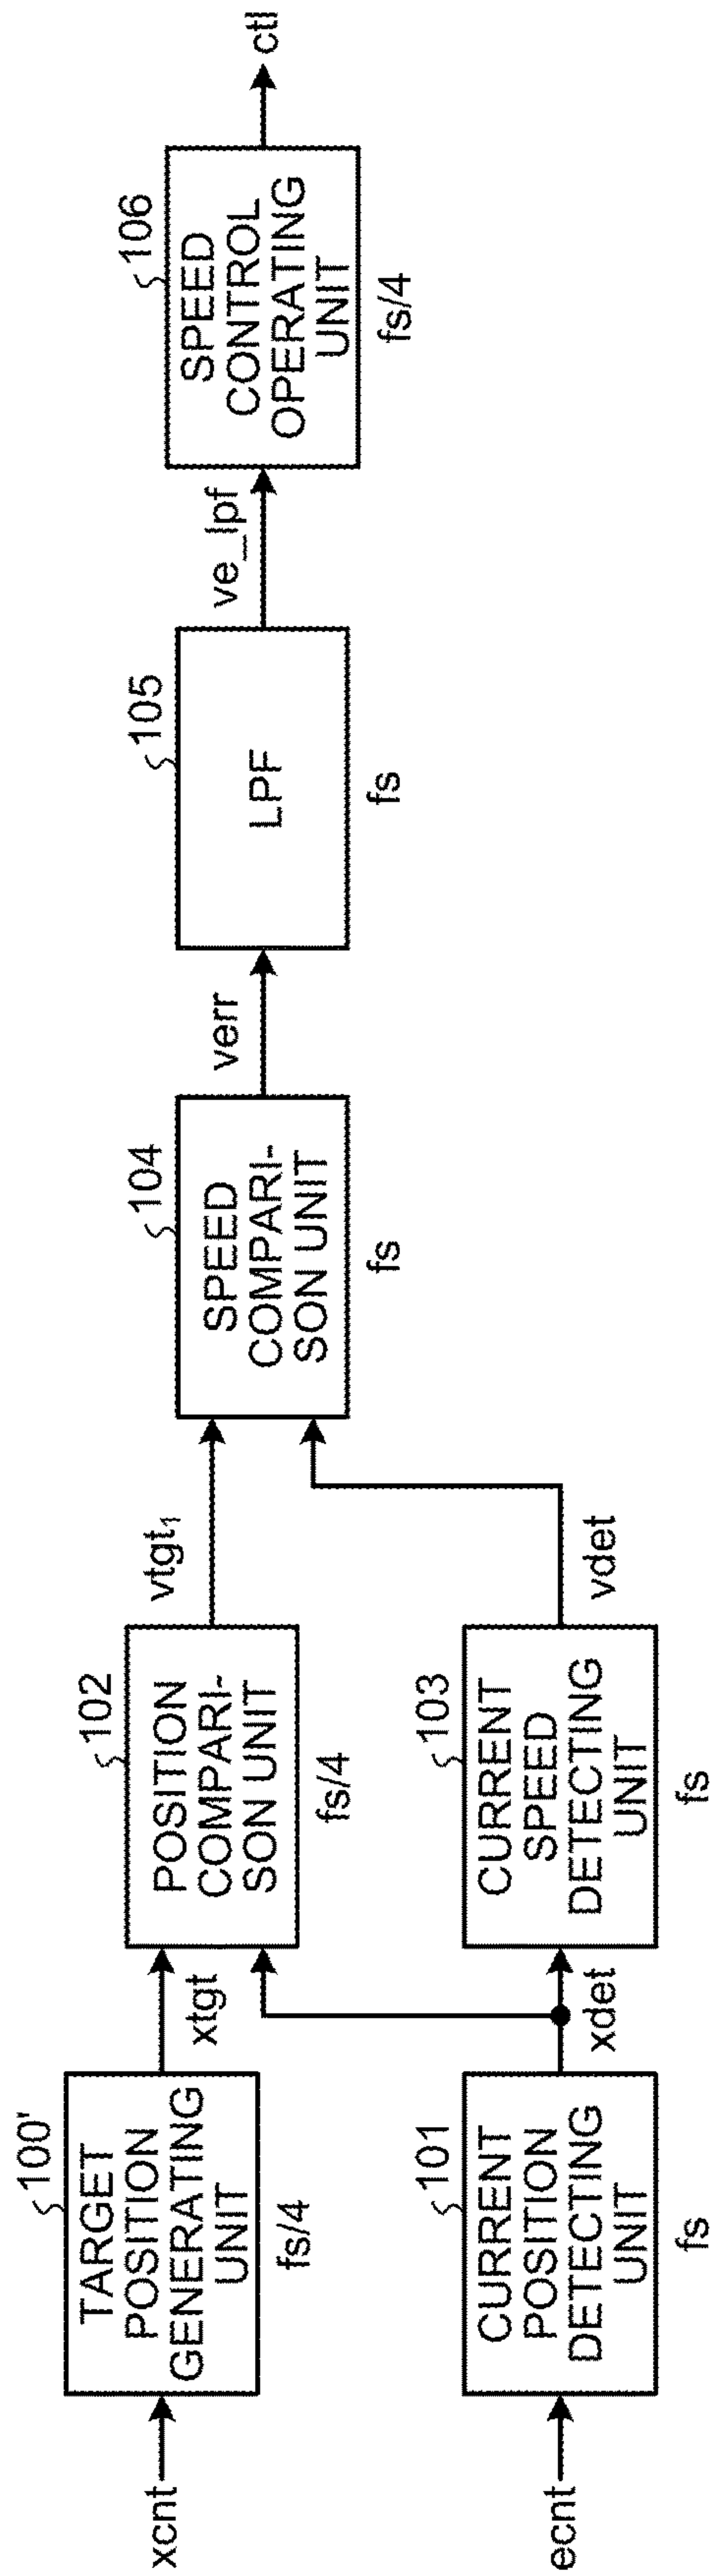 xcnt
100'
TARGET
POSITION
GENERATING
UNIT
fs/4
xtgt
ecnt
101
CURRENT
POSITION
DETECTING
UNIT
fs
xdet
102
POSITION
COMPARI-
SON UNIT
fs/4
vtgt₁
103
CURRENT
SPEED
DETECTING
UNIT
fs
vdet
104
SPEED
COMPARI-
SON UNIT
fs
verr
105
LPF
fs
ve_lpf
106
SPEED
CONTROL
OPERATING
UNIT
fs/4
ctl